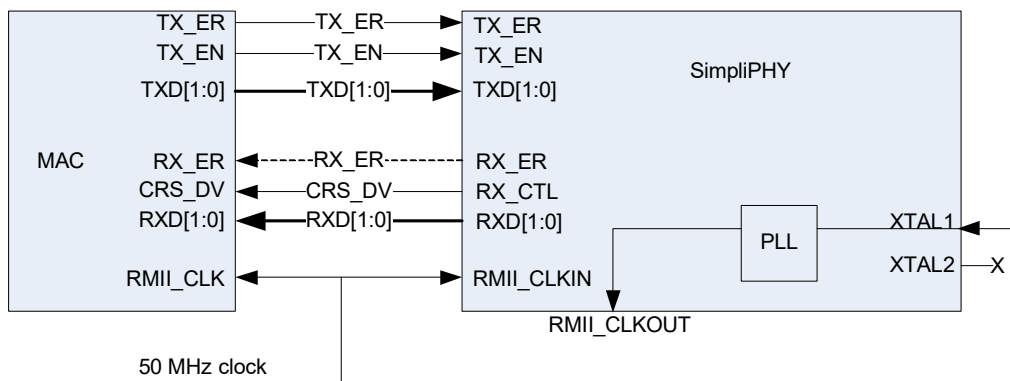 TX_ER TX_ER TX_ER
TX_EN TX_EN TX_EN
SimpliPHY
TXD[1:0] TXD[1:0] TXD[1:0]
MAC RX_ER RX_ER RX_ER
CRS_DV CRS_DV RX_CTL
RXD[1:0] RXD[1:0] RXD[1:0]
XTAL1
PLL
XTAL2 X
RMII_CLK RMII_CLKIN
RMII_CLKOUT
50 MHz clock